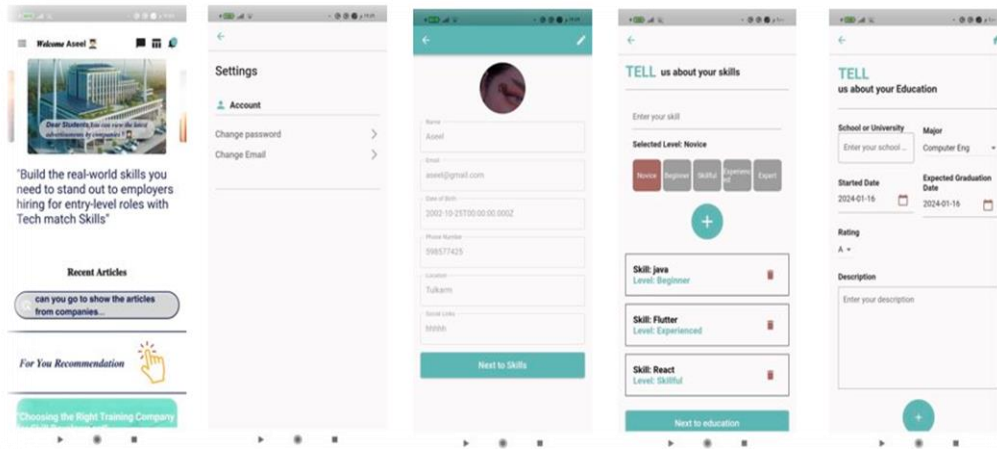 Welcome Aseel
Dear Students You can view the latest
advertisements by companies !!
"Build the real-world skills you
need to stand out to employers
hiring for entry-level roles with
Tech match Skills"
Recent Articles
can you go to show the articles
from companies...
For You Recommendation
"Choosing the Right Training Company
Settings
Account
Change password
Change Email
Name
Aseel
Email
aseel@gmail.com
Date of Birth
2002-10-25T00:00:00.000Z
Phone Number
598577425
Location
Tulkarm
Social Links
hhhhh
Next to Skills
TELL us about your skills
Enter your skill
Selected Level: Novice
Novice Beginner Skillful Experienc
ed Expert
+
Skill: java
Level: Beginner
Skill: Flutter
Level: Experienced
Skill: React
Level: Skillful
Next to education
TELL
us about your Education
School or University
Enter your school ...
Major
Computer Eng
Started Date
2024-01-16
Expected Graduation
Date
2024-01-16
Rating
A
Description
Enter your description
+